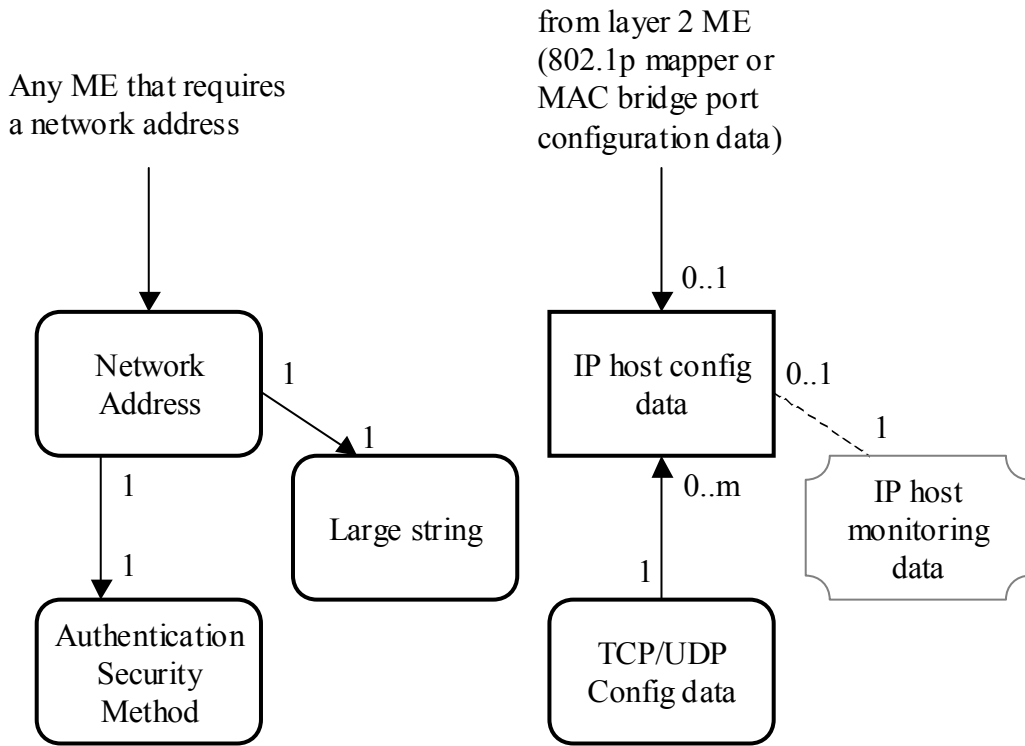 Any ME that requires
a network address
from layer 2 ME
(802.1p mapper or
MAC bridge port
configuration data)
0..1
Network
Address
1
1
Large string
1
1
Authentication
Security
Method
IP host config
data
0..1
1
IP host
monitoring
data
0..m
1
TCP/UDP
Config data